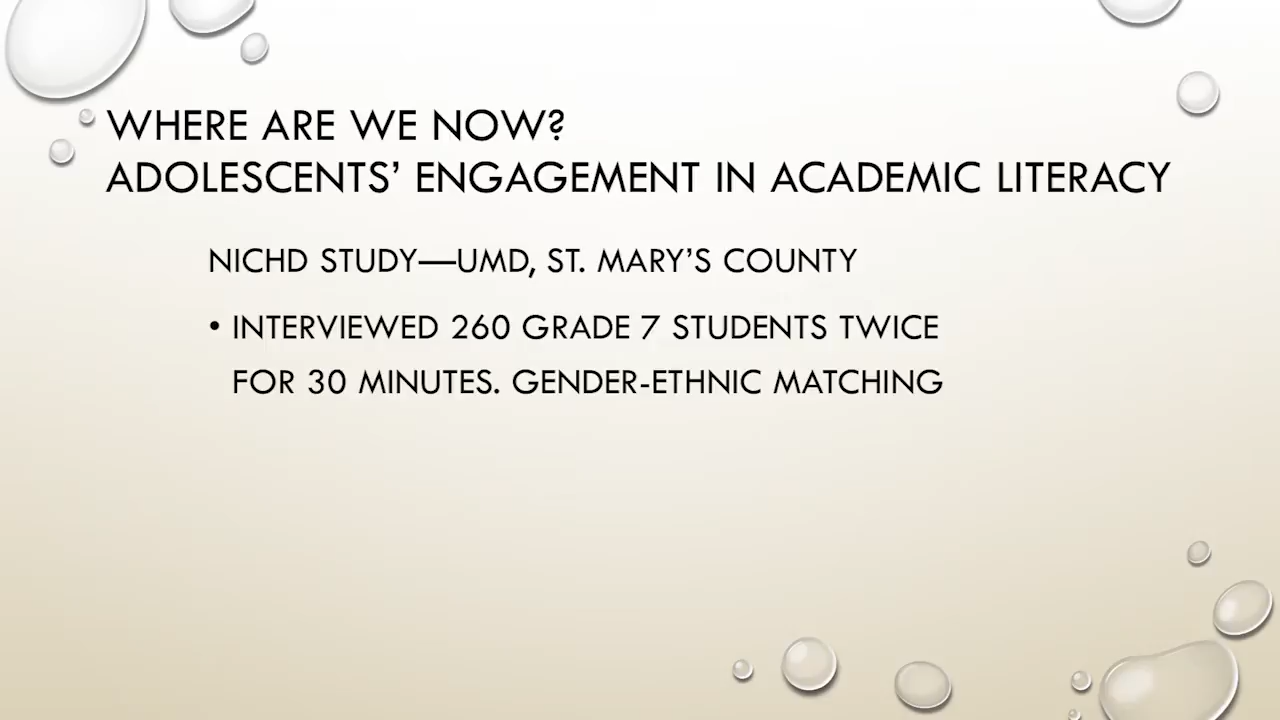 WHERE ARE WE NOW?
ADOLESCENTS’ ENGAGEMENT IN ACADEMIC LITERACY
NICHD STUDY—UMD, ST. MARY’S COUNTY
• INTERVIEWED 260 GRADE 7 STUDENTS TWICE
FOR 30 MINUTES. GENDER-ETHNIC MATCHING